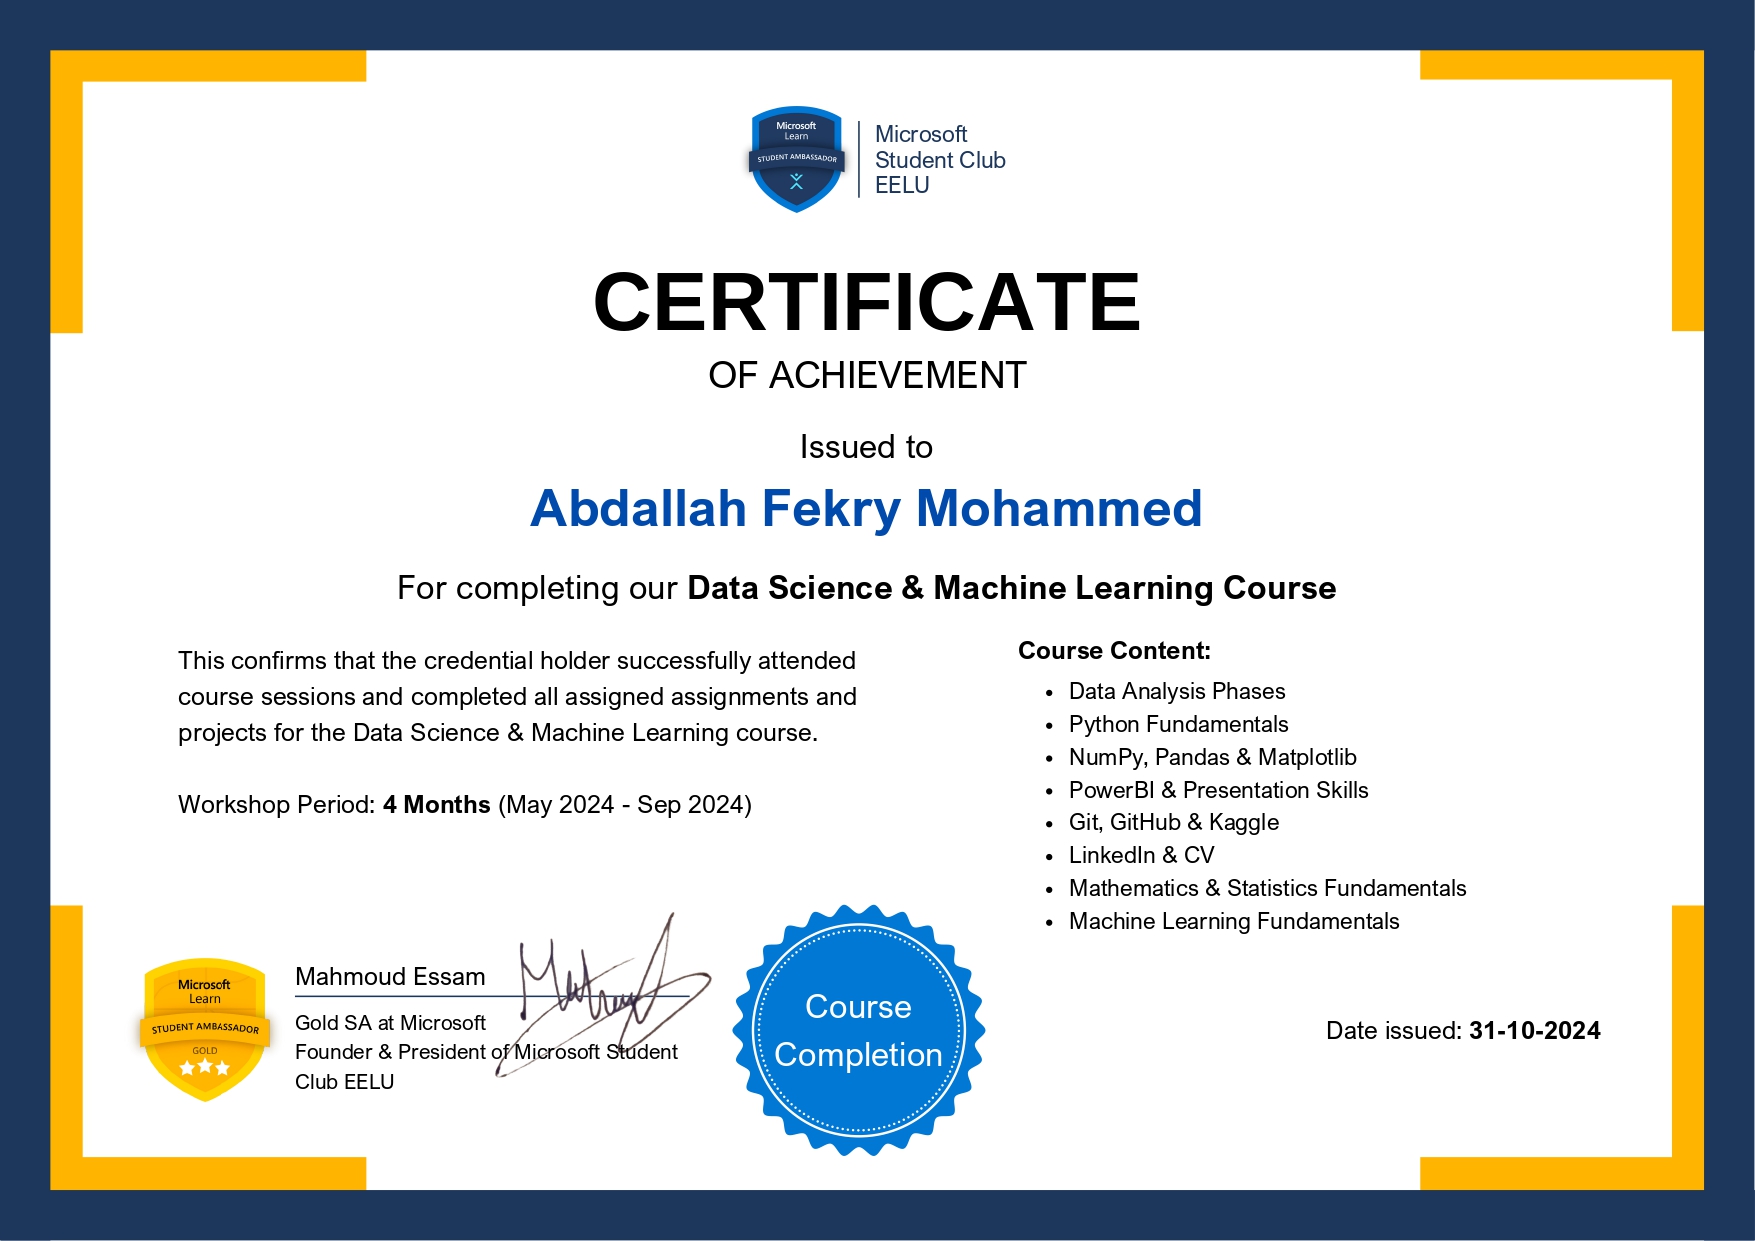 Microsoft
Learn
STUDENT AMBASSADOR
Microsoft
Student Club
EELU
CERTIFICATE
OF ACHIEVEMENT
Issued to
Abdallah Fekry Mohammed
For completing our Data Science & Machine Learning Course
This confirms that the credential holder successfully attended
course sessions and completed all assigned assignments and
projects for the Data Science & Machine Learning course.
Workshop Period: 4 Months (May 2024 - Sep 2024)
Course Content:
• Data Analysis Phases
• Python Fundamentals
• NumPy, Pandas & Matplotlib
• PowerBI & Presentation Skills
• Git, GitHub & Kaggle
• LinkedIn & CV
• Mathematics & Statistics Fundamentals
• Machine Learning Fundamentals
Microsoft
Learn
STUDENT AMBASSADOR
GOLD
Mahmoud Essam
Gold SA at Microsoft
Founder & President of Microsoft Student
Club EELU
Course
Completion
Date issued: 31-10-2024